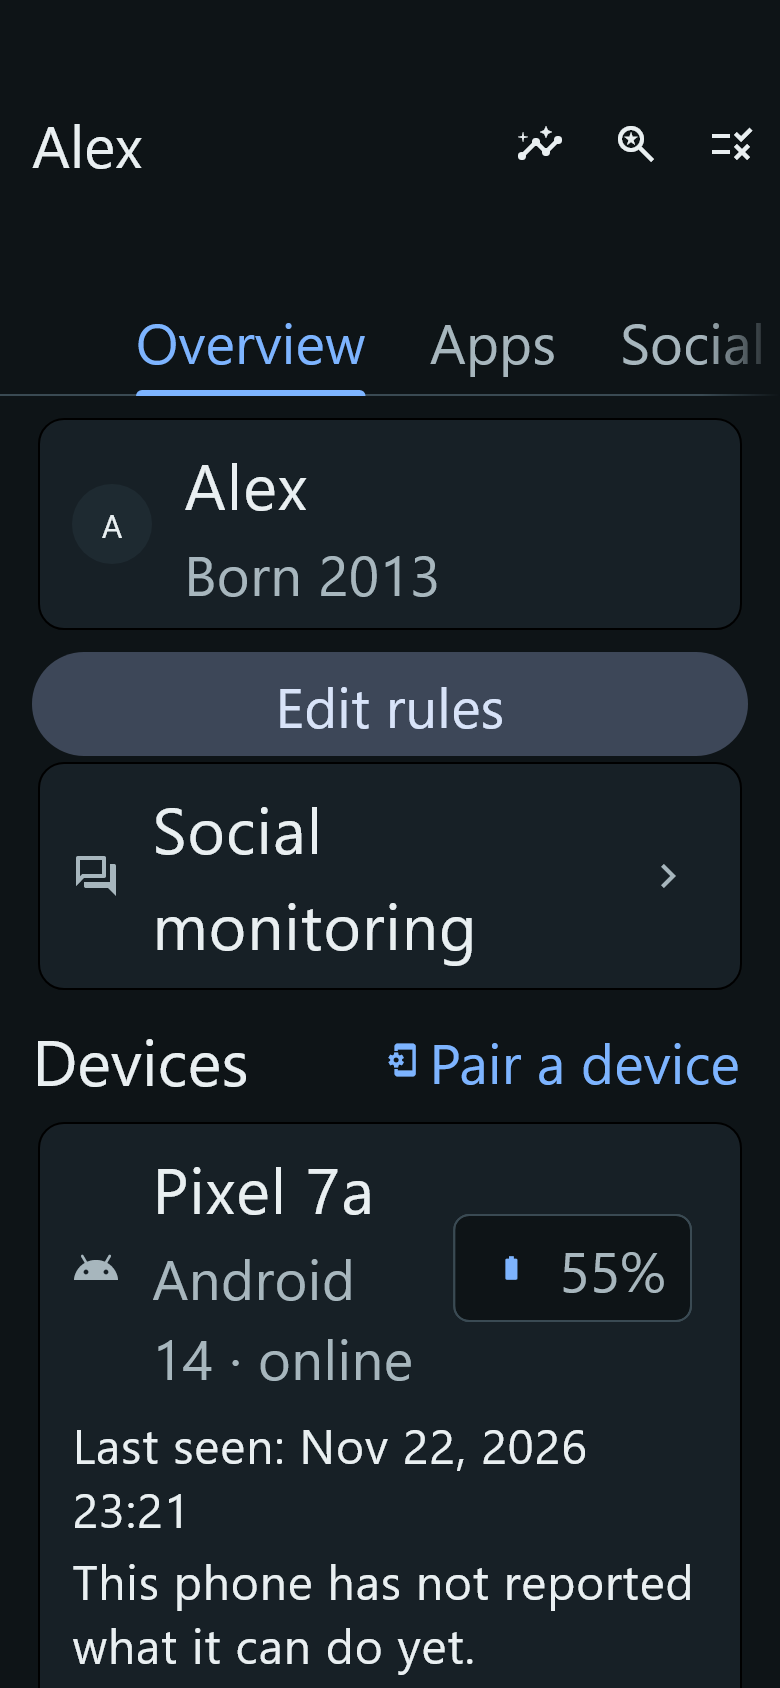 Alex
Overview
Apps
Social
A
Alex
Born 2013
Edit rules
Social
monitoring
Devices
Pair a device
Pixel 7a
Android
14 · online
55%
Last seen: Nov 22, 2026
23:21
This phone has not reported
what it can do yet.